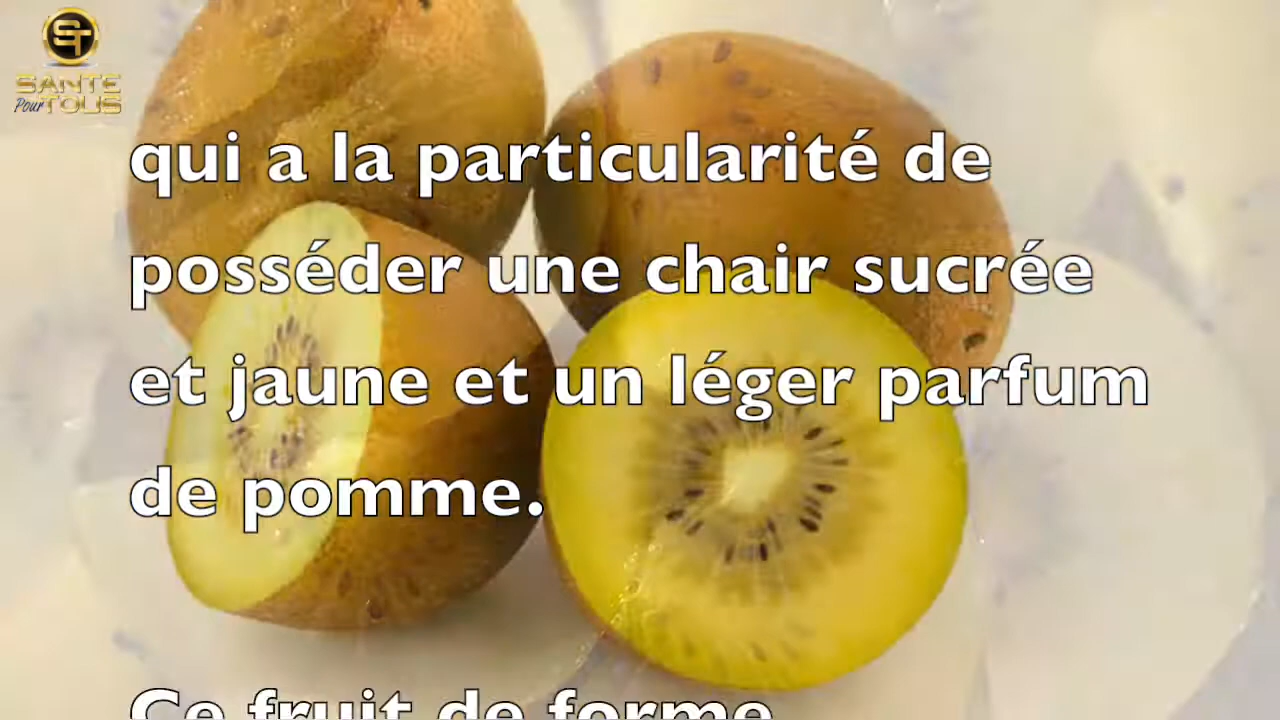 ST
SANTE
Pour TOUS
qui a la particularité de
posséder une chair sucrée
et jaune et un léger parfum
de pomme.
Ce fruit de forme